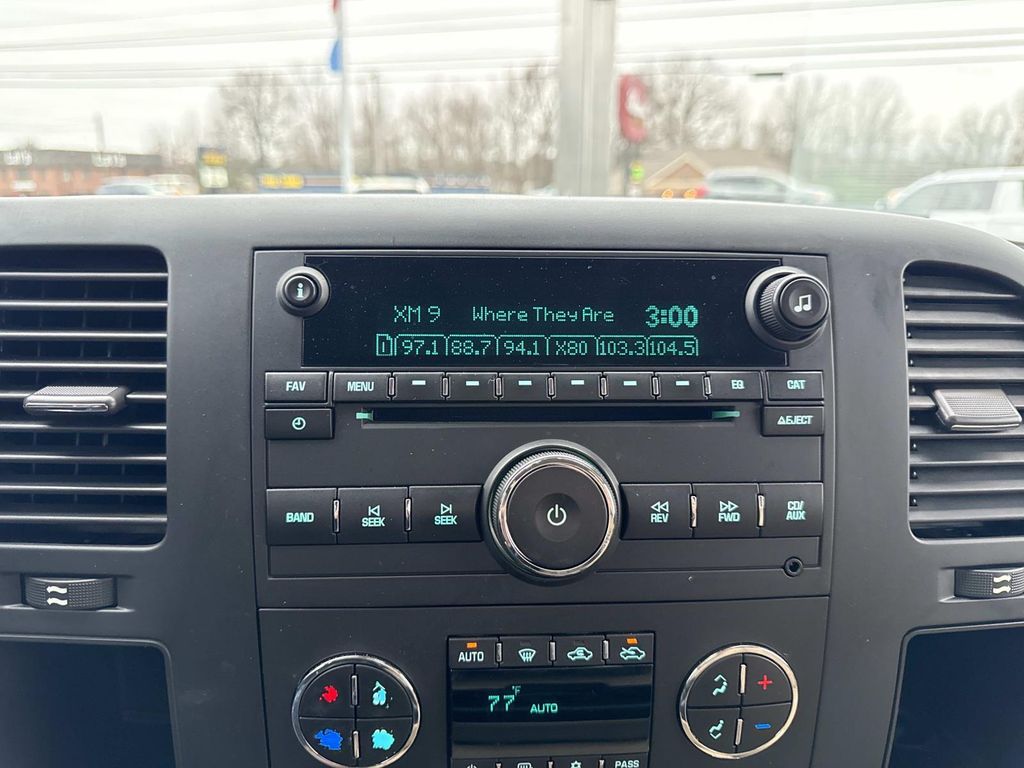 XM 9 Where They Are 3:00
1 97.1 88.7 94.1 X80 103.3 104.5
FAV MENU EQ CAT
EJECT
BAND SEEK SEEK REV FWD CD/AUX
AUTO
77°F AUTO
PASS